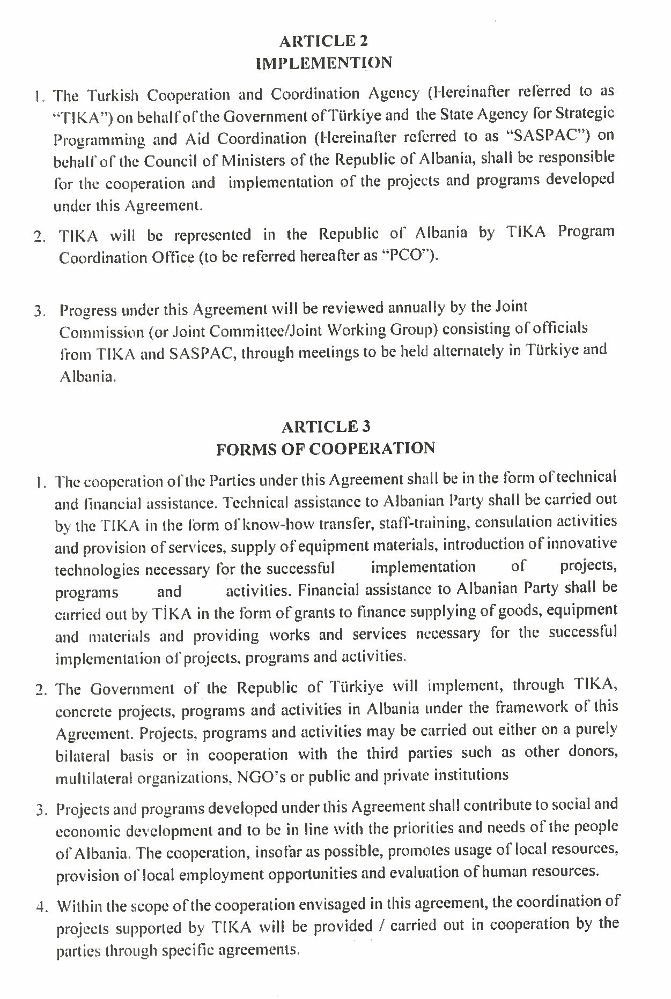 ARTICLE 2
IMPLEMENTION
1. The Turkish Cooperation and Coordination Agency (Hereinafter referred to as
“TIKA”) on behalf of the Government of Türkiye and the State Agency for Strategic
Programming and Aid Coordination (Hereinafter referred to as “SASPAC”) on
behalf of the Council of Ministers of the Republic of Albania, shall be responsible
for the cooperation and implementation of the projects and programs developed
under this Agreement.
2. TIKA will be represented in the Republic of Albania by TIKA Program
Coordination Office (to be referred hereafter as “PCO”).
3. Progress under this Agreement will be reviewed annually by the Joint
Commission (or Joint Committee/Joint Working Group) consisting of officials
from TIKA and SASPAC, through meetings to be held alternately in Türkiye and
Albania.
ARTICLE 3
FORMS OF COOPERATION
1. The cooperation of the Parties under this Agreement shall be in the form of technical
and financial assistance. Technical assistance to Albanian Party shall be carried out
by the TIKA in the form of know-how transfer, staff-training, consulation activities
and provision of services, supply of equipment materials, introduction of innovative
technologies necessary for the successful implementation of projects,
programs and activities. Financial assistance to Albanian Party shall be
carried out by TİKA in the form of grants to finance supplying of goods, equipment
and materials and providing works and services necessary for the successful
implementation of projects, programs and activities.
2. The Government of the Republic of Türkiye will implement, through TIKA,
concrete projects, programs and activities in Albania under the framework of this
Agreement. Projects, programs and activities may be carried out either on a purely
bilateral basis or in cooperation with the third parties such as other donors,
multilateral organizations, NGO’s or public and private institutions
3. Projects and programs developed under this Agreement shall contribute to social and
economic development and to be in line with the priorities and needs of the people
of Albania. The cooperation, insofar as possible, promotes usage of local resources,
provision of local employment opportunities and evaluation of human resources.
4. Within the scope of the cooperation envisaged in this agreement, the coordination of
projects supported by TIKA will be provided / carried out in cooperation by the
parties through specific agreements.